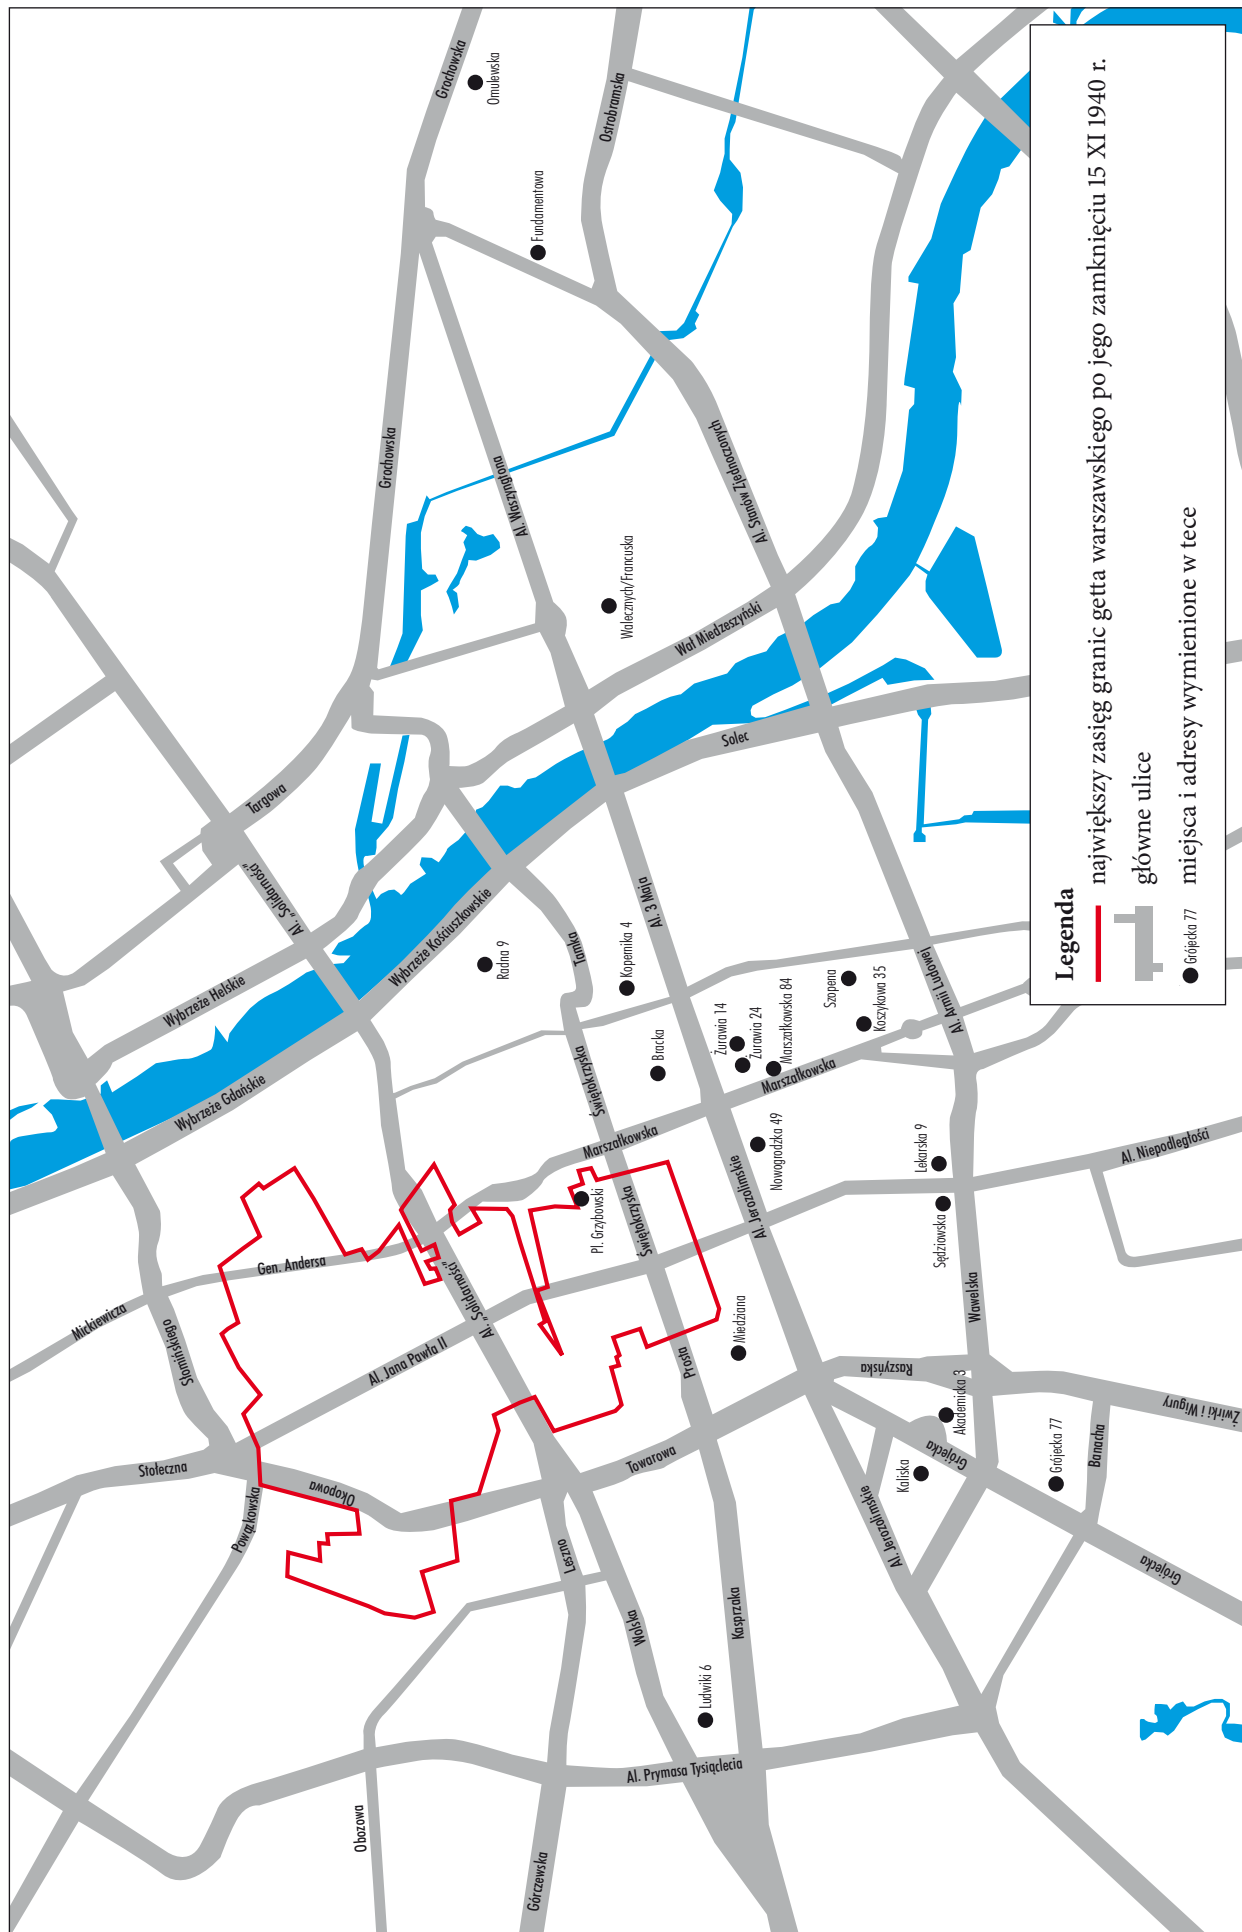 Grochowska
Omulewska
Ostrobramska
Fundamentowa
Grochowska
Al. Waszyngtona
Al. Stanów Zjednoczonych
Walecznych/Francuska
Wał Miedzeszyński
Solec
Targowa
Al. „Solidarności”
Wybrzeże Helskie
Wybrzeże Kościuszkowskie
Radna 9
Tamka
Kopernika 4
Al. 3 Maja
Wybrzeże Gdańskie
Świętokrzyska
Bracka
Żurawia 14
Żurawia 24
Marszałkowska 84
Szopena
Koszykowa 35
Al. Armii Ludowej
Marszałkowska
Marszałkowska
Nowogrodzka 49
Lekarska 9
Al. Niepodległości
Sędziowska
Pl. Grzybowski
Świętokrzyska
Al. Jerozolimskie
Gen. Andersa
Mickiewicza
Słomińskiego
Al. „Solidarności”
Al. Jana Pawła II
Miedziana
Prosta
Wawelska
Raszyńska
Akademicka 3
Żwirki i Wigury
Stołeczna
Okopowa
Powązkowska
Towarowa
Grójecka
Kaliska
Grójecka 77
Banacha
Leszno
Al. Jerozolimskie
Grójecka
Wolska
Kasprzaka
Ludwiki 6
Al. Prymasa Tysiąclecia
Obozowa
Górczewska
Legenda
największy zasięg granic getta warszawskiego po jego zamknięciu 15 XI 1940 r.
główne ulice
Grójecka 77
miejsca i adresy wymienione w tece